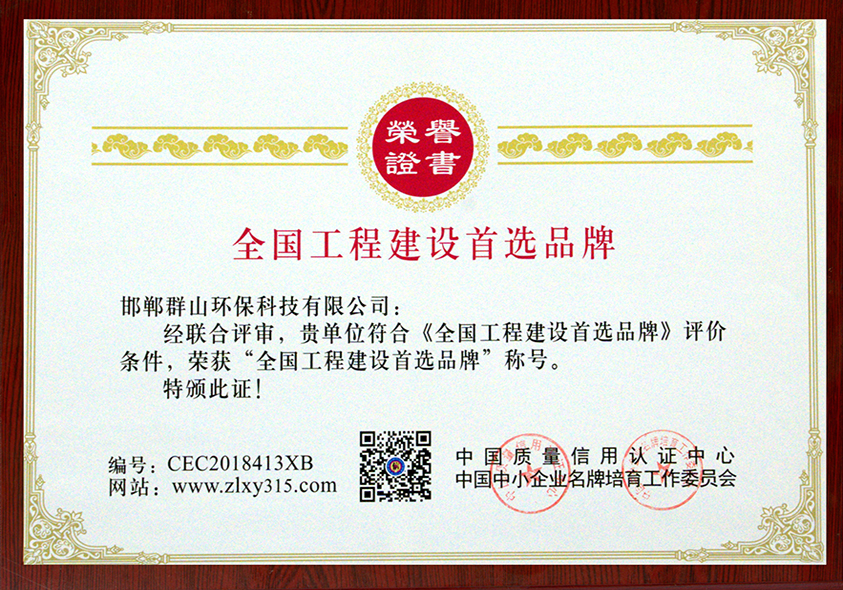 榮譽
證書
全国工程建设首选品牌
邯郸群山环保科技有限公司：
经联合评审，贵单位符合《全国工程建设首选品牌》评价
条件，荣获“全国工程建设首选品牌”称号。
特颁此证！
编号：CEC2018413XB
网站：www.zlxy315.com
中国质量信用认证中心
中国中小企业名牌培育工作委员会